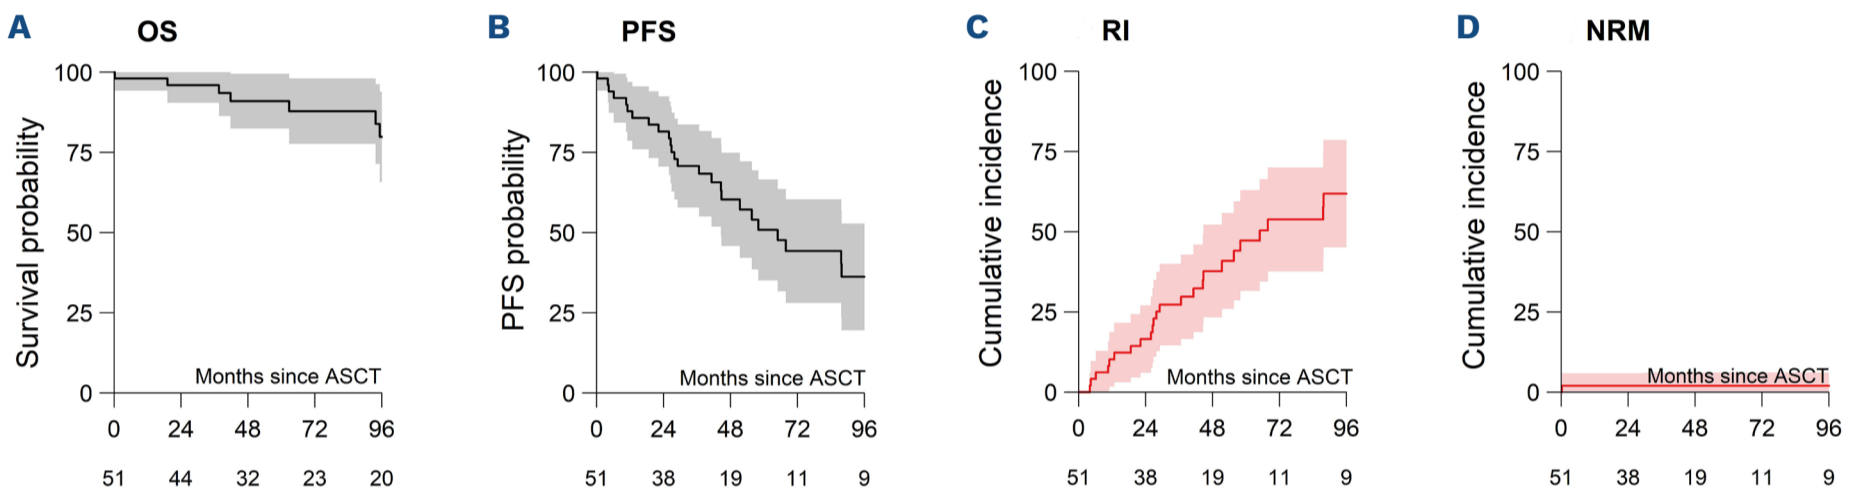 A OS
100
75
50
25
0
Survival probability
Months since ASCT
0 24 48 72 96
51 44 32 23 20
B PFS
100
75
50
25
0
PFS probability
Months since ASCT
0 24 48 72 96
51 38 19 11 9
C RI
100
75
50
25
0
Cumulative incidence
Months since ASCT
0 24 48 72 96
51 38 19 11 9
D NRM
100
75
50
25
0
Cumulative incidence
Months since ASCT
0 24 48 72 96
51 38 19 11 9